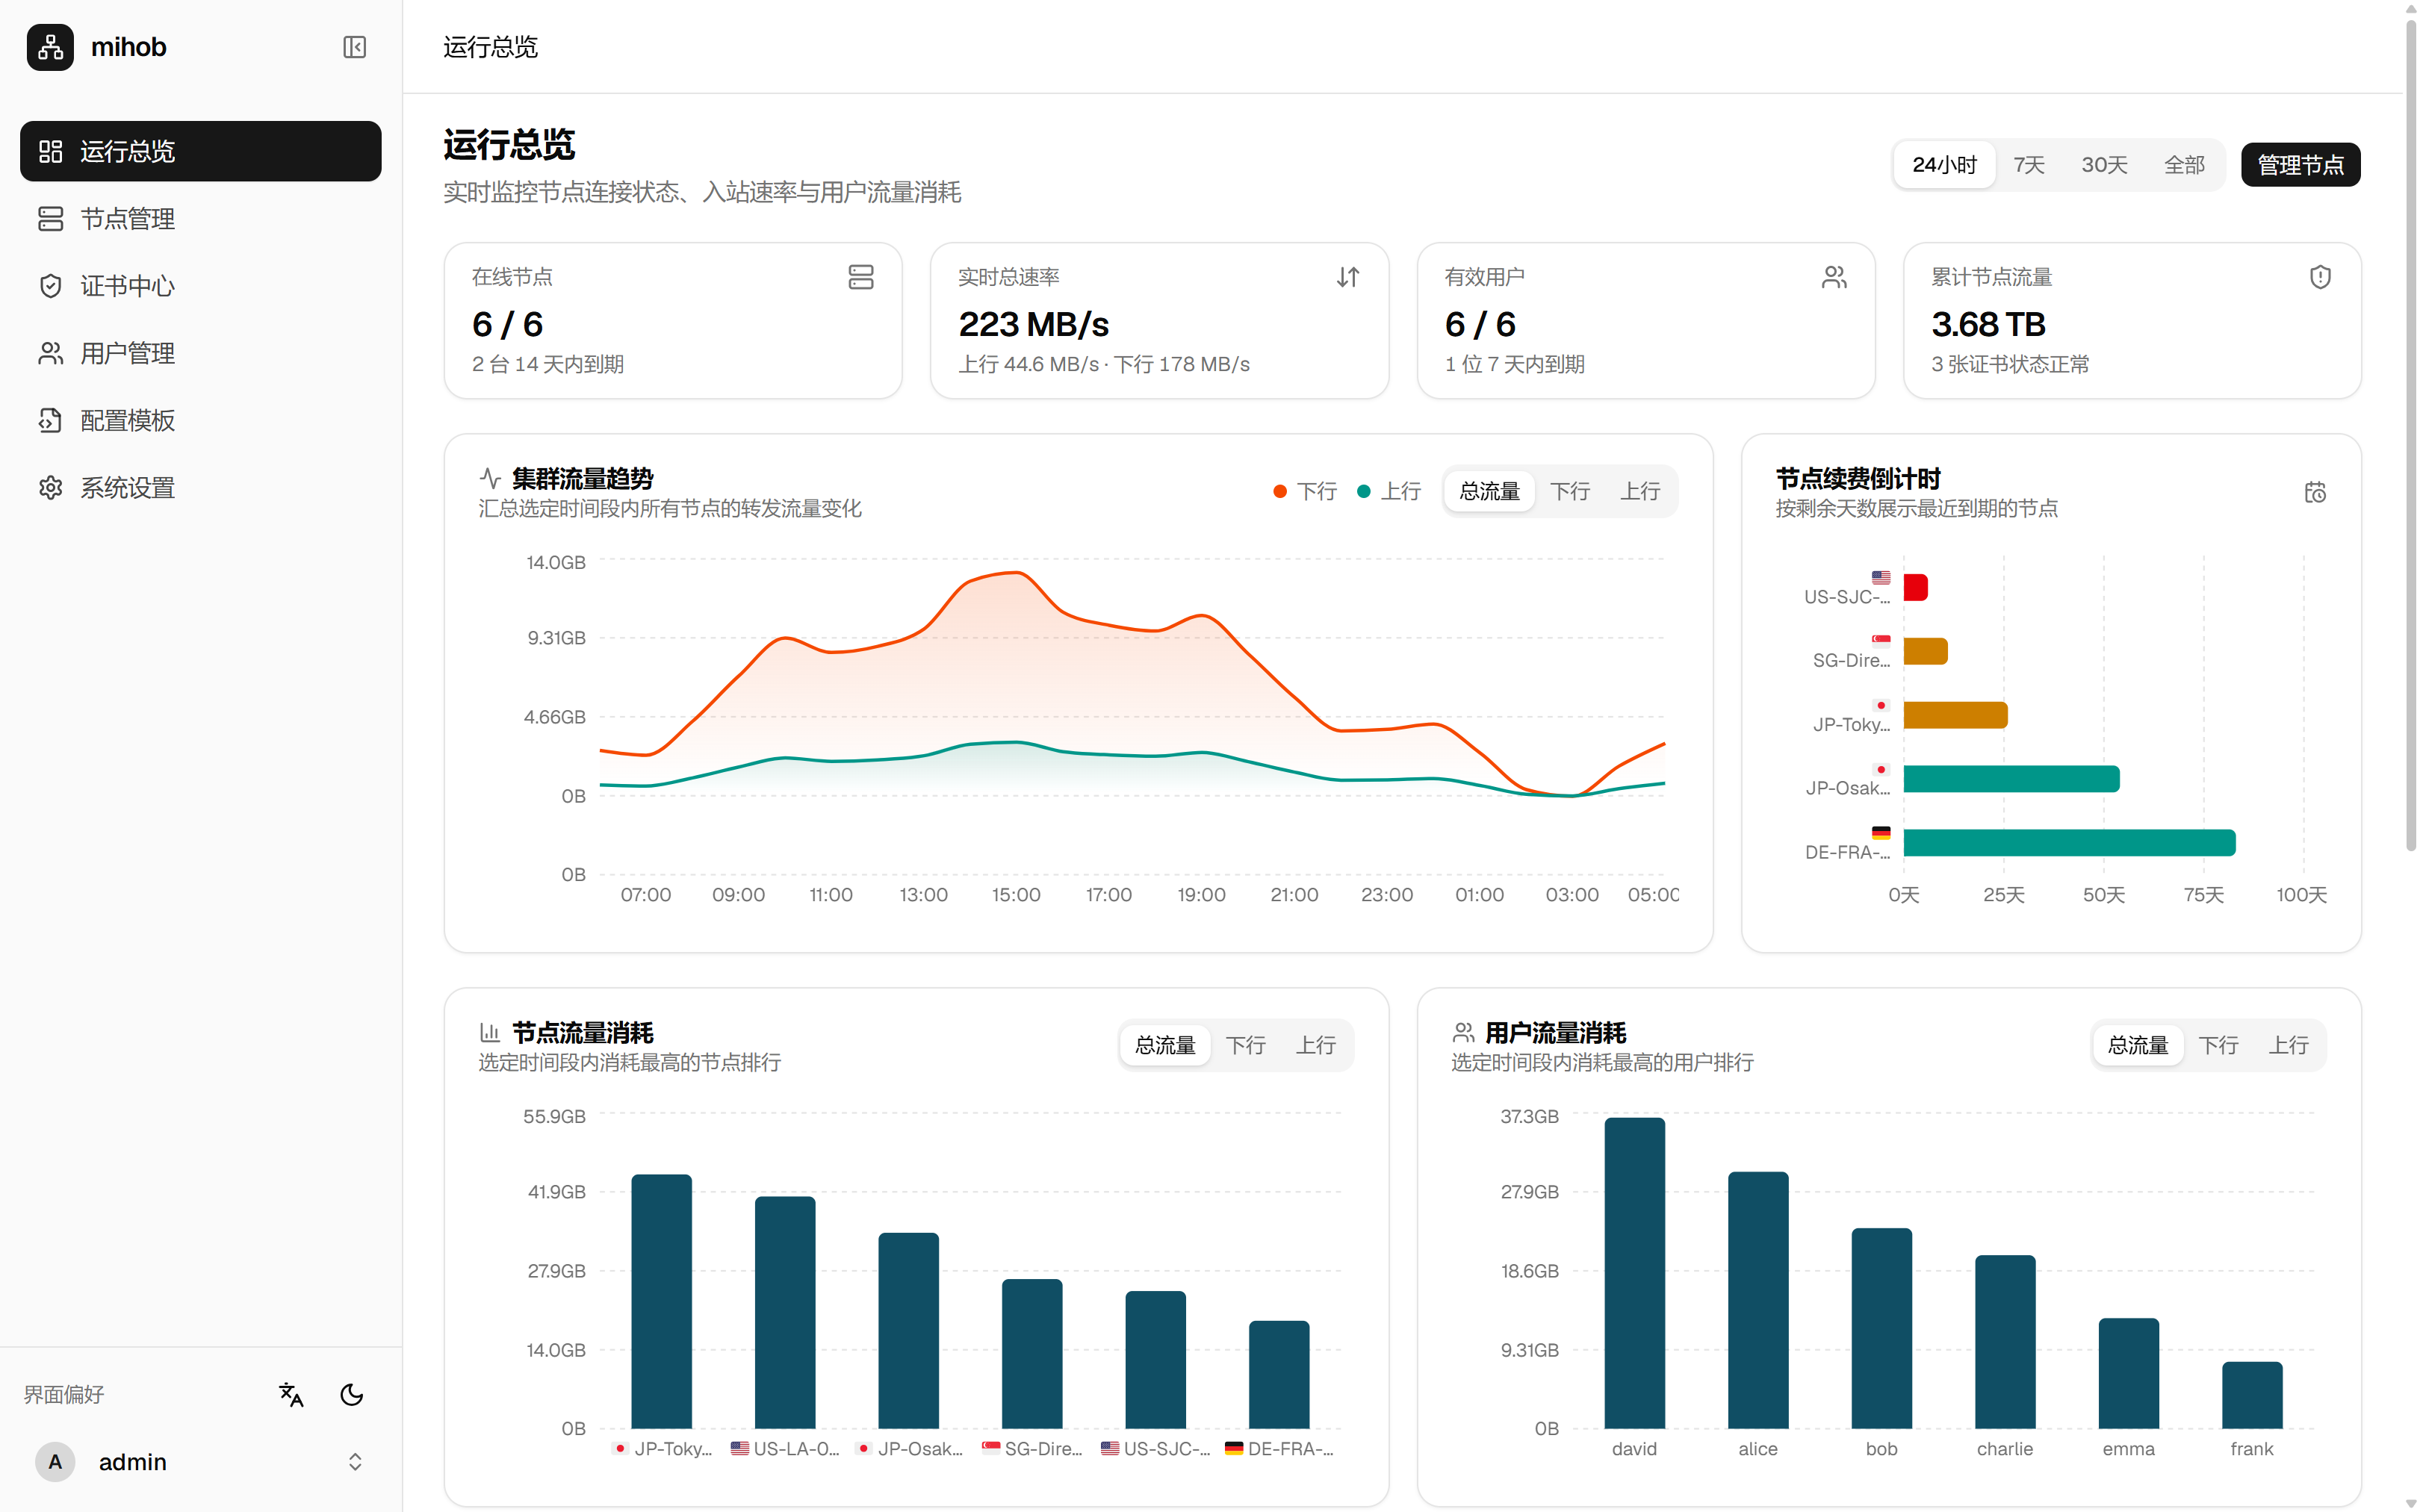 mihob
运行总览
节点管理
证书中心
用户管理
配置模板
系统设置
界面偏好
A admin
运行总览
运行总览
实时监控节点连接状态、入站速率与用户流量消耗
24小时 7天 30天 全部 管理节点
在线节点
6 / 6
2 台 14 天内到期
实时总速率
223 MB/s
上行 44.6 MB/s · 下行 178 MB/s
有效用户
6 / 6
1 位 7 天内到期
累计节点流量
3.68 TB
3 张证书状态正常
集群流量趋势
汇总选定时间段内所有节点的转发流量变化
下行 上行 总流量 下行 上行
14.0GB
9.31GB
4.66GB
0B
0B
07:00 09:00 11:00 13:00 15:00 17:00 19:00 21:00 23:00 01:00 03:00 05:00
节点续费倒计时
按剩余天数展示最近到期的节点
US-SJC-...
SG-Dire...
JP-Toky...
JP-Osak...
DE-FRA-...
0天 25天 50天 75天 100天
节点流量消耗
选定时间段内消耗最高的节点排行
总流量 下行 上行
55.9GB
41.9GB
27.9GB
14.0GB
0B
JP-Toky... US-LA-0... JP-Osak... SG-Dire... US-SJC-... DE-FRA-...
用户流量消耗
选定时间段内消耗最高的用户排行
总流量 下行 上行
37.3GB
27.9GB
18.6GB
9.31GB
0B
david alice bob charlie emma frank